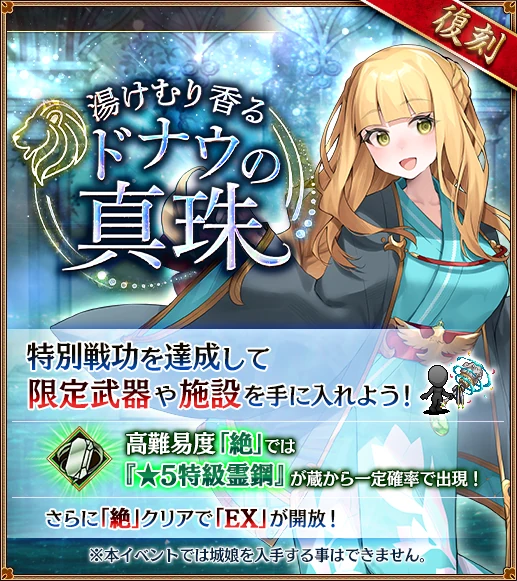 復刻
湯けむり香る
ドナウの
真珠
特別戦功を達成して
限定武器や施設を手に入れよう!
高難易度「絶」では
『★5特級霊鋼』が蔵から一定確率で出現!
さらに「絶」クリアで「EX」が開放!
※本イベントでは城娘を入手する事はできません。